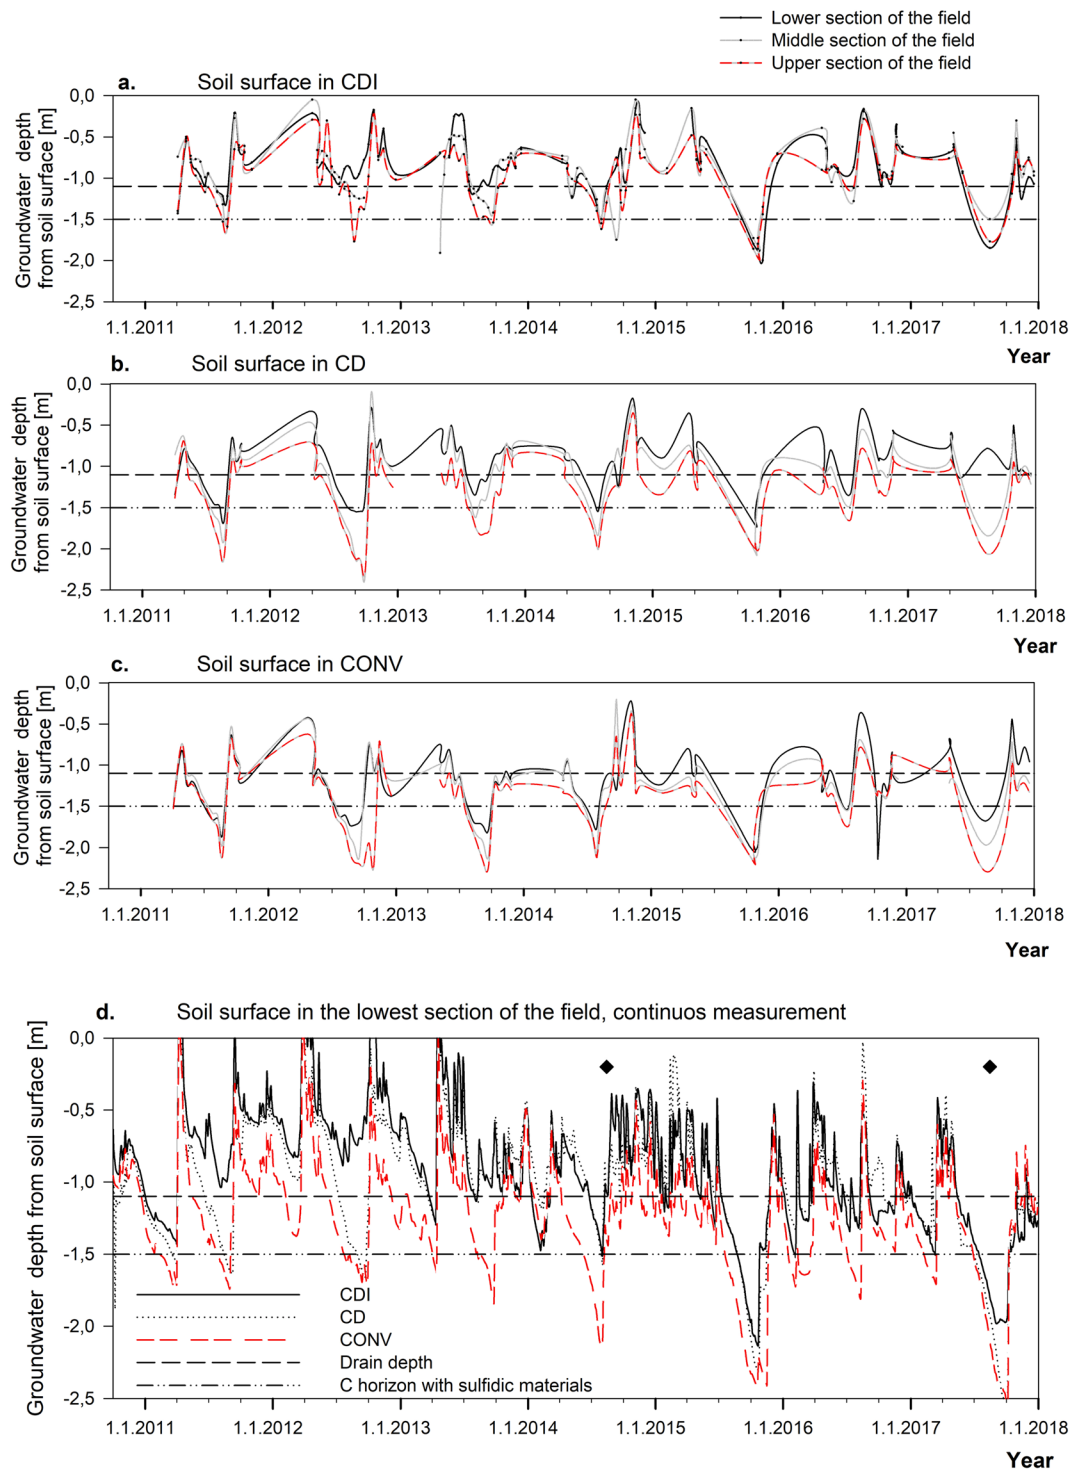 Lower section of the field
Middle section of the field
Upper section of the field
a. Soil surface in CDI
Groundwater depth
from soil surface [m]
0,0
-0,5
-1,0
-1,5
-2,0
-2,5
1.1.2011 1.1.2012 1.1.2013 1.1.2014 1.1.2015 1.1.2016 1.1.2017 1.1.2018
Year
b. Soil surface in CD
Groundwater depth
from soil surface [m]
0,0
-0,5
-1,0
-1,5
-2,0
-2,5
1.1.2011 1.1.2012 1.1.2013 1.1.2014 1.1.2015 1.1.2016 1.1.2017 1.1.2018
Year
c. Soil surface in CONV
Groundwater depth
from soil surface [m]
0,0
-0,5
-1,0
-1,5
-2,0
-2,5
1.1.2011 1.1.2012 1.1.2013 1.1.2014 1.1.2015 1.1.2016 1.1.2017 1.1.2018
Year
d. Soil surface in the lowest section of the field, continuos measurement
Groundwater depth from soil surface [m]
0,0
-0,5
-1,0
-1,5
-2,0
-2,5
CDI
CD
CONV
Drain depth
C horizon with sulfidic materials
1.1.2011 1.1.2012 1.1.2013 1.1.2014 1.1.2015 1.1.2016 1.1.2017 1.1.2018
Year